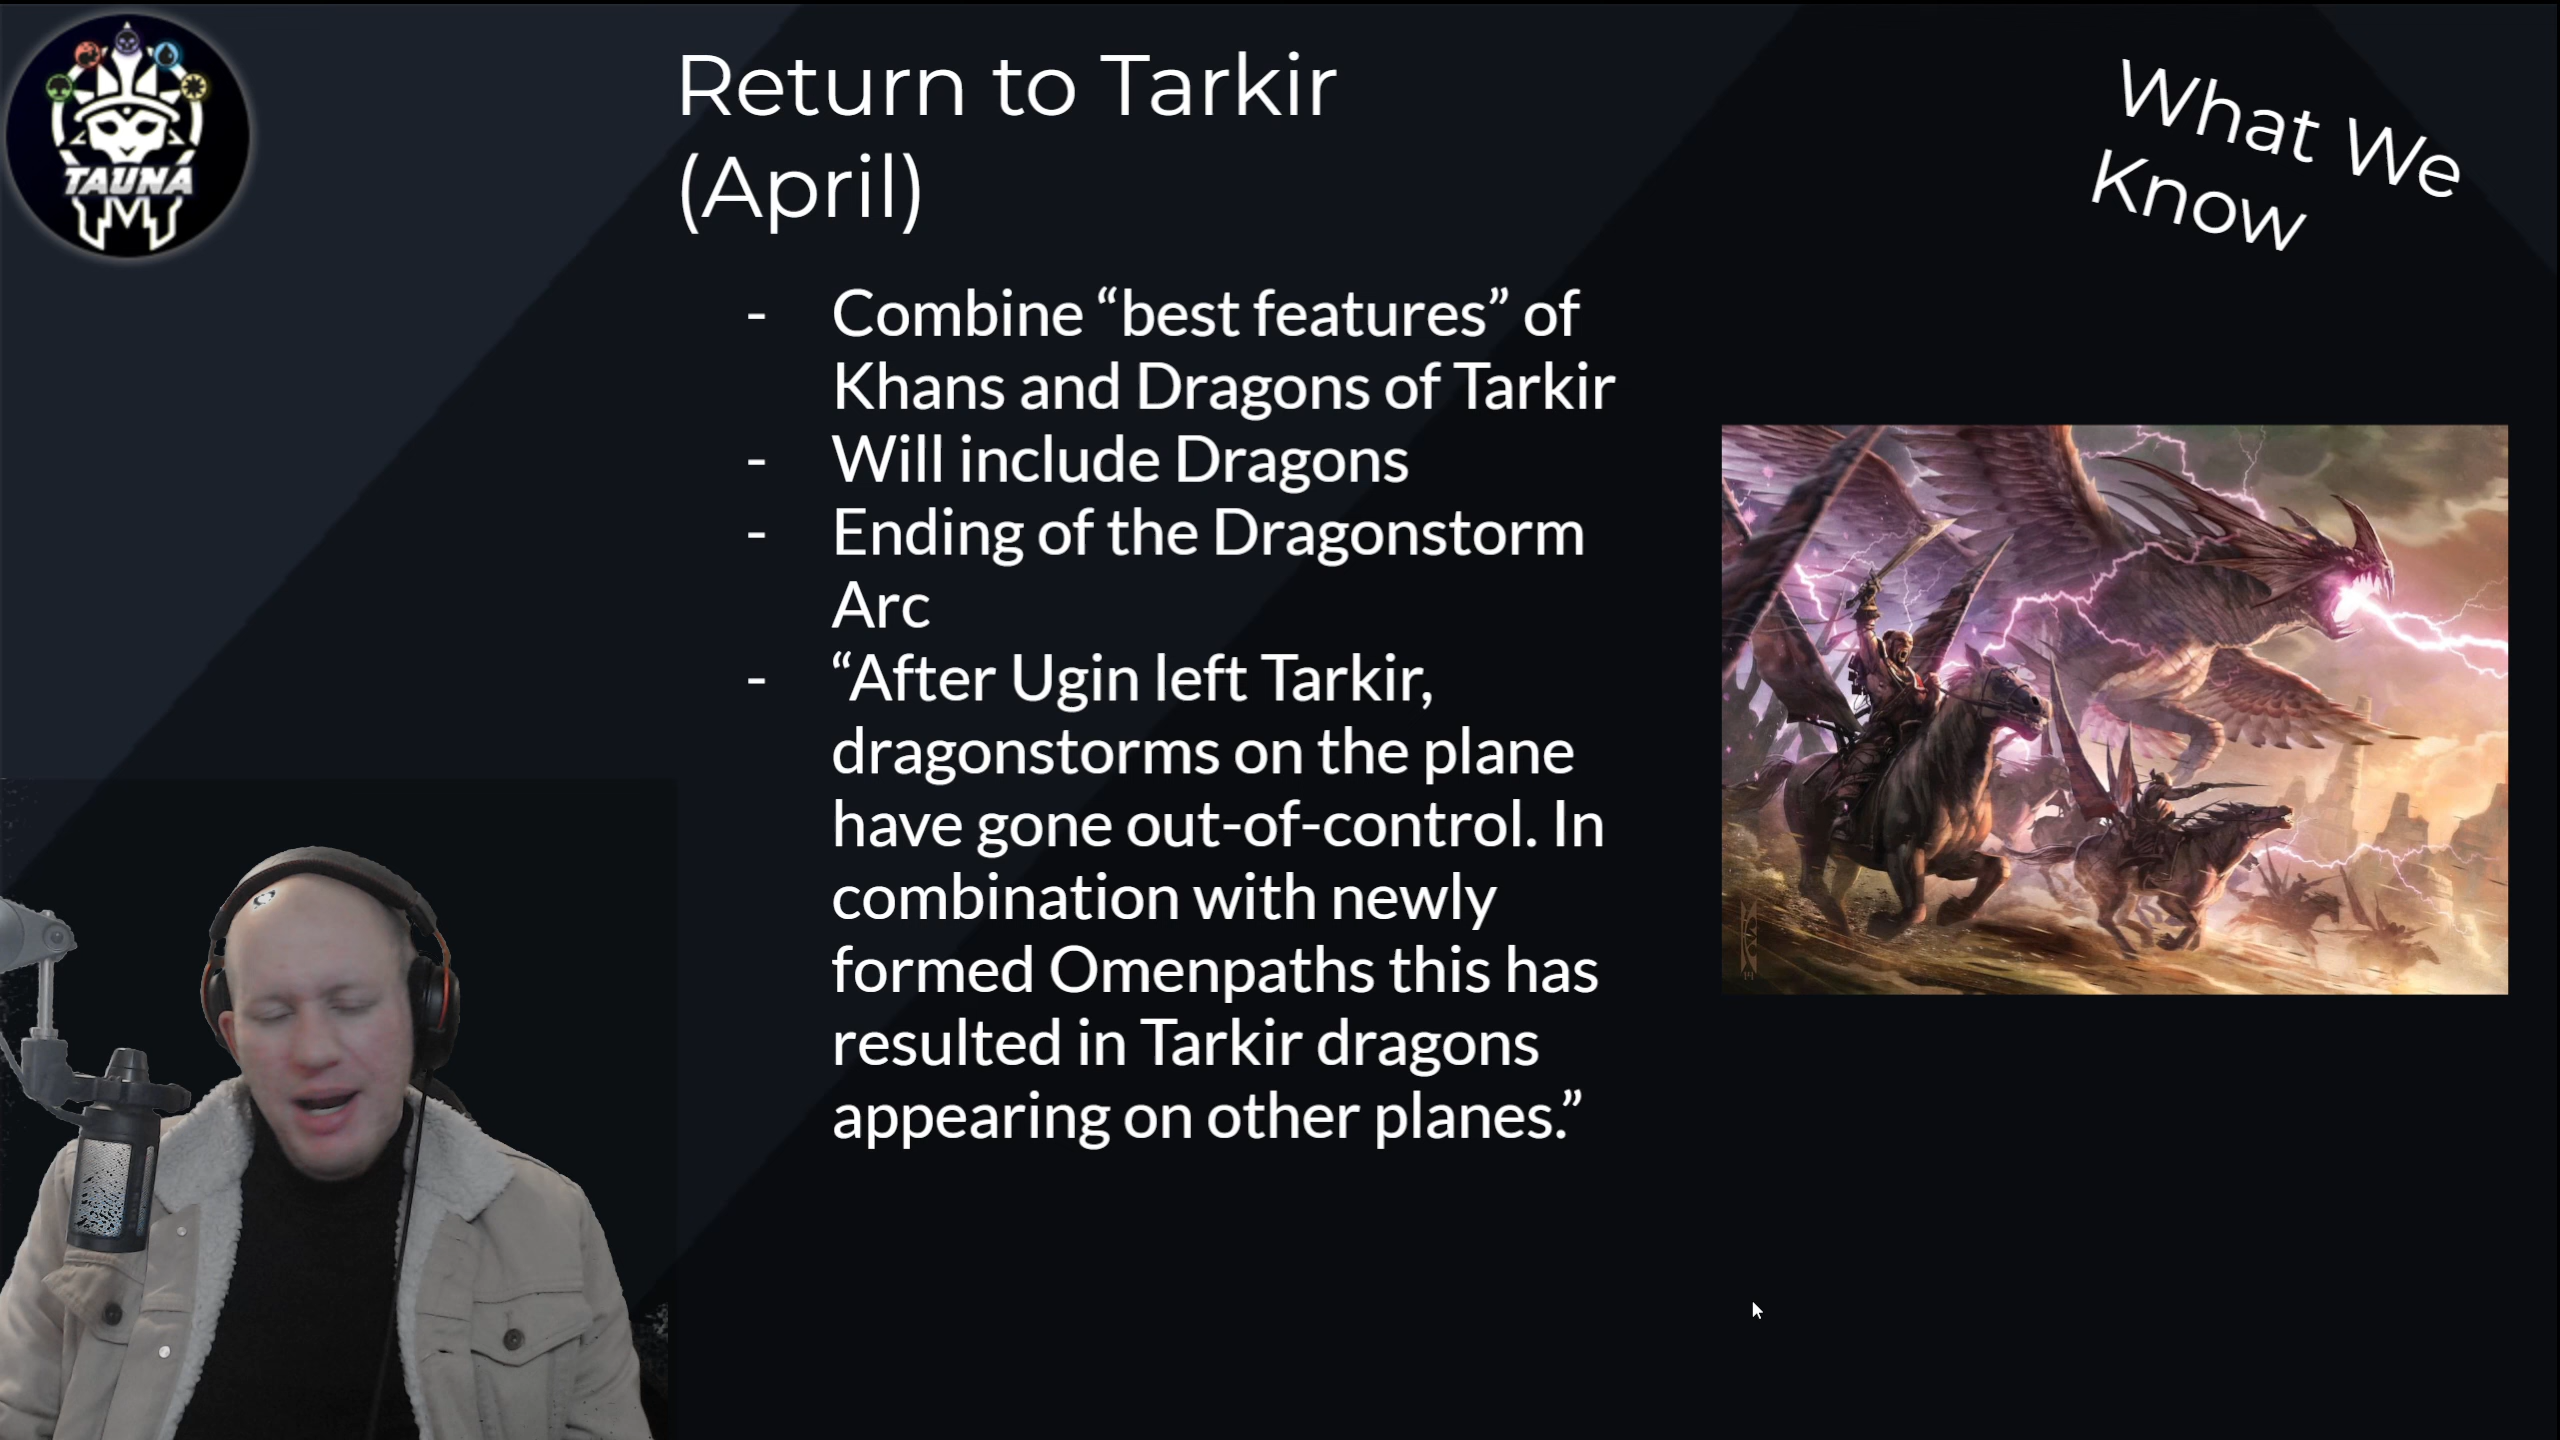 TAUNA
Return to Tarkir
(April)
What We
Know
- Combine “best features” of
Khans and Dragons of Tarkir
- Will include Dragons
- Ending of the Dragonstorm
Arc
- “After Ugin left Tarkir,
dragonstorms on the plane
have gone out-of-control. In
combination with newly
formed Omenpaths this has
resulted in Tarkir dragons
appearing on other planes.”